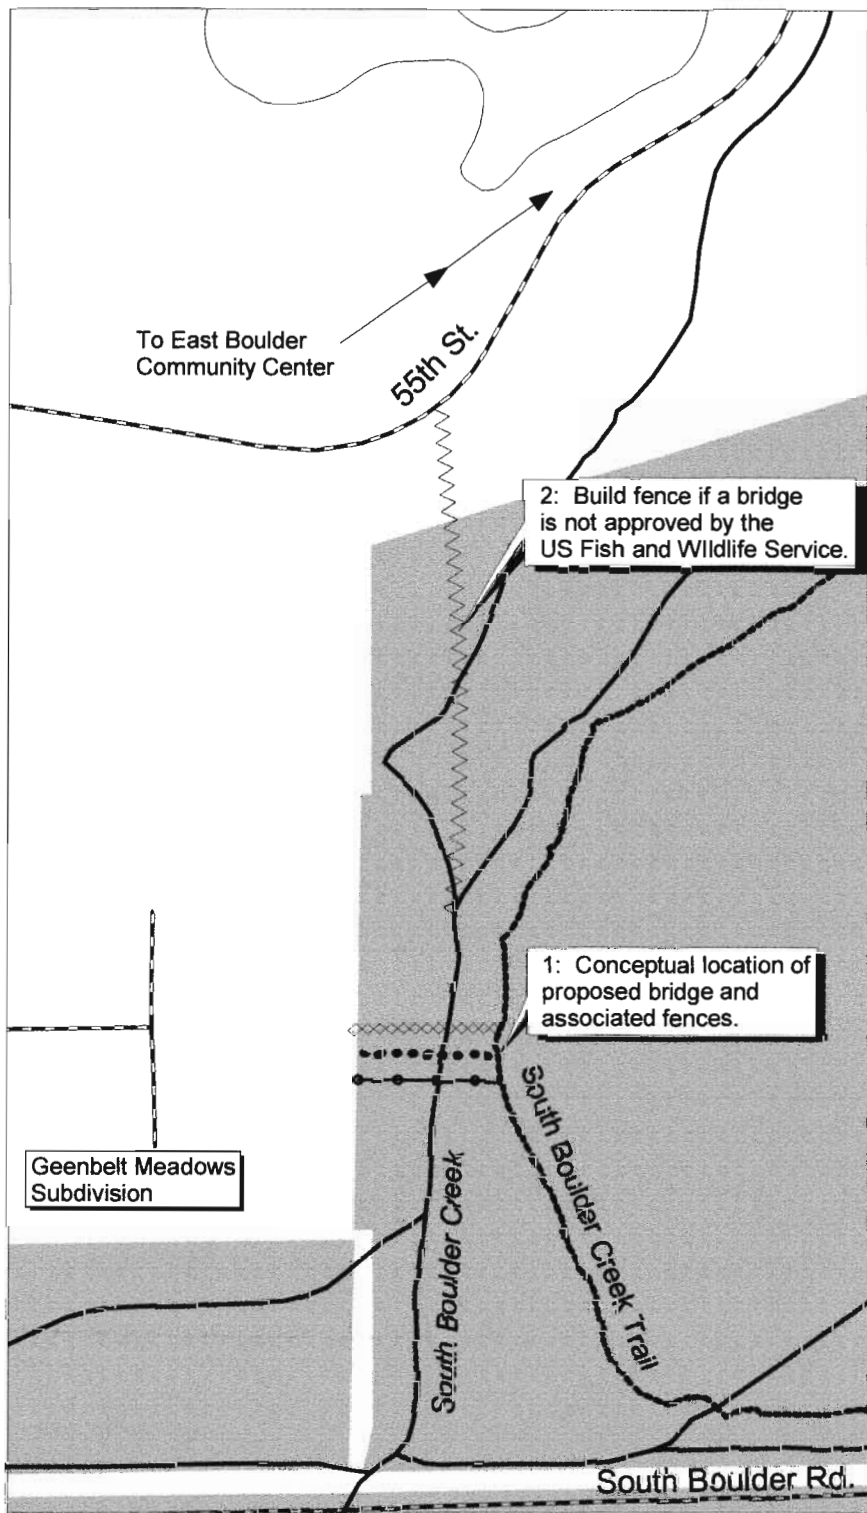 To East Boulder
Community Center
55th St.
2: Build fence if a bridge
is not approved by the
US Fish and WIldlife Service.
1: Conceptual location of
proposed bridge and
associated fences.
South Boulder Creek Trail
Geenbelt Meadows
Subdivision
South Boulder Creek
South Boulder Rd.